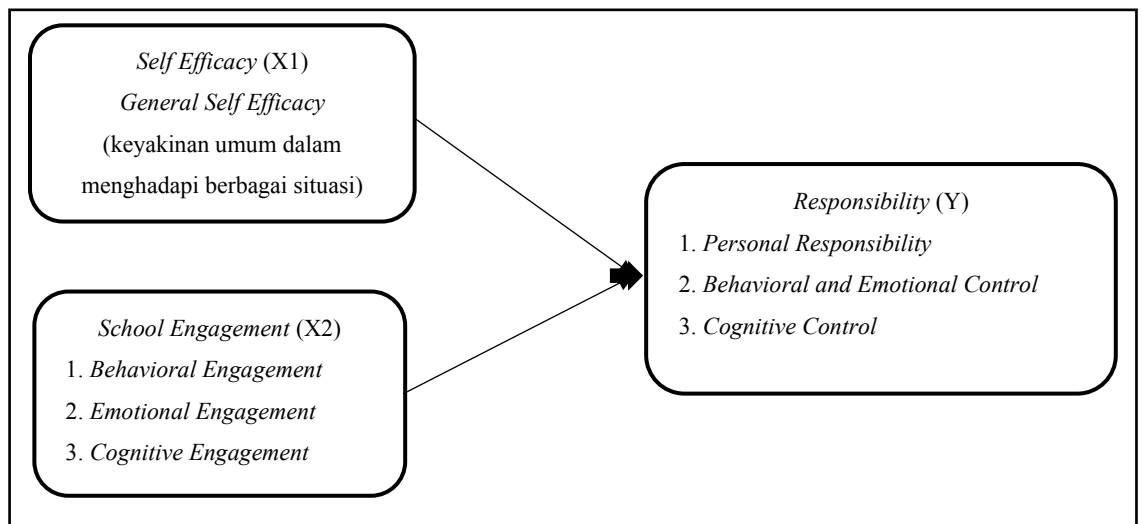 Self Efficacy (X1)
General Self Efficacy
(keyakinan umum dalam
menghadapi berbagai situasi)
School Engagement (X2)
1. Behavioral Engagement
2. Emotional Engagement
3. Cognitive Engagement
Responsibility (Y)
1. Personal Responsibility
2. Behavioral and Emotional Control
3. Cognitive Control